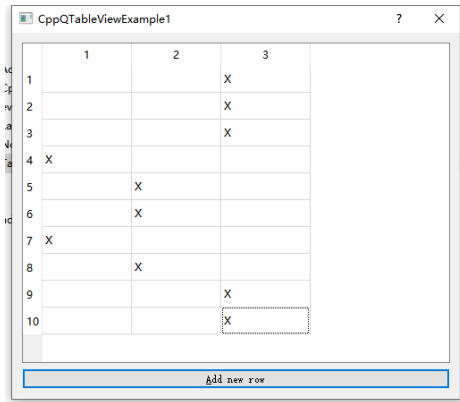 CppQTableViewExample1 ?
1 2 3
1 X
2 X
3 X
4 X
5 X
6 X
7 X
8 X
9 X
10 X
Add new row